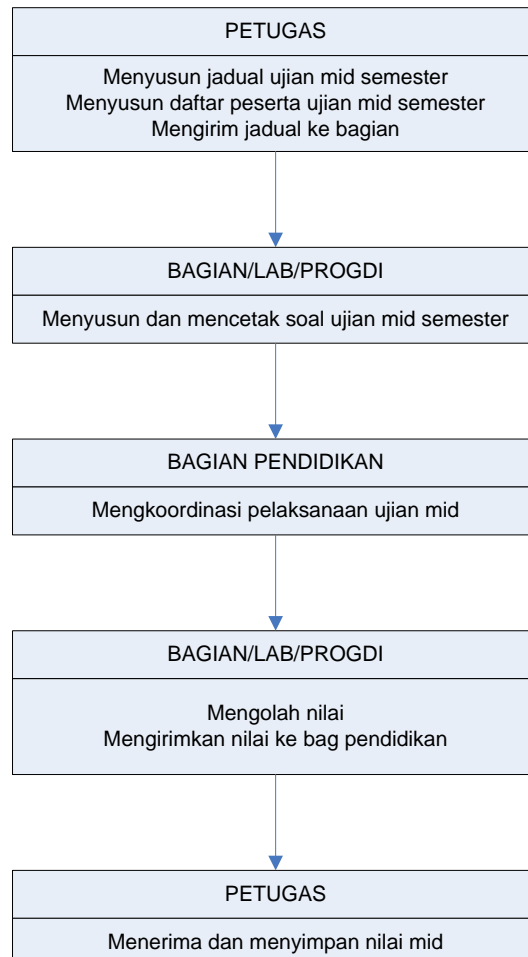 PETUGAS
Menyusun jadual ujian mid semester
Menyusun daftar peserta ujian mid semester
Mengirim jadual ke bagian
BAGIAN/LAB/PROGDI
Menyusun dan mencetak soal ujian mid semester
BAGIAN PENDIDIKAN
Mengkoordinasi pelaksanaan ujian mid
BAGIAN/LAB/PROGDI
Mengolah nilai
Mengirimkan nilai ke bag pendidikan
PETUGAS
Menerima dan menyimpan nilai mid